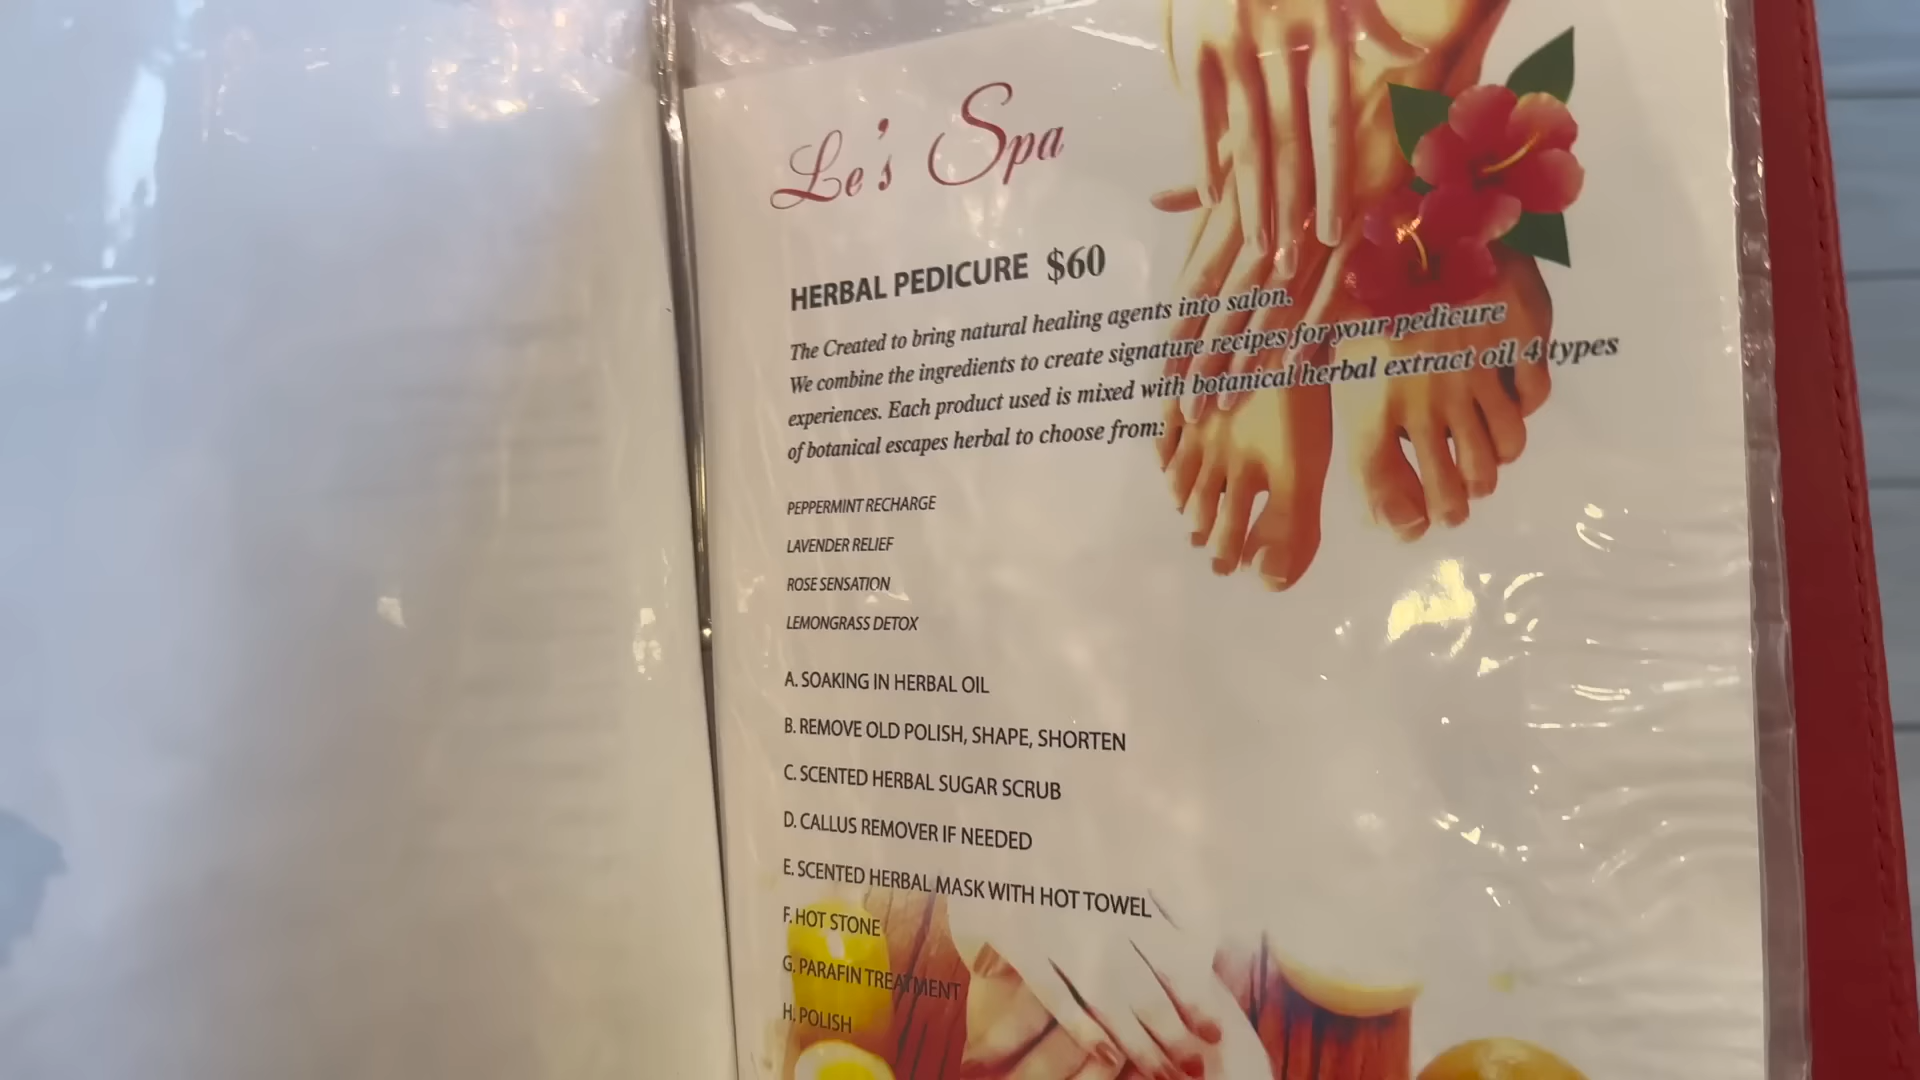 Le's Spa
HERBAL PEDICURE $60
The Created to bring natural healing agents into salon.
We combine the ingredients to create signature recipes for your pedicure
experiences. Each product used is mixed with botanical herbal extract oil 4 types
of botanical escapes herbal to choose from:
PEPPERMINT RECHARGE
LAVENDER RELIEF
ROSE SENSATION
LEMONGRASS DETOX
A. SOAKING IN HERBAL OIL
B. REMOVE OLD POLISH, SHAPE, SHORTEN
C. SCENTED HERBAL SUGAR SCRUB
D. CALLUS REMOVER IF NEEDED
E. SCENTED HERBAL MASK WITH HOT TOWEL
F. HOT STONE
G. PARAFIN TREATMENT
H. POLISH